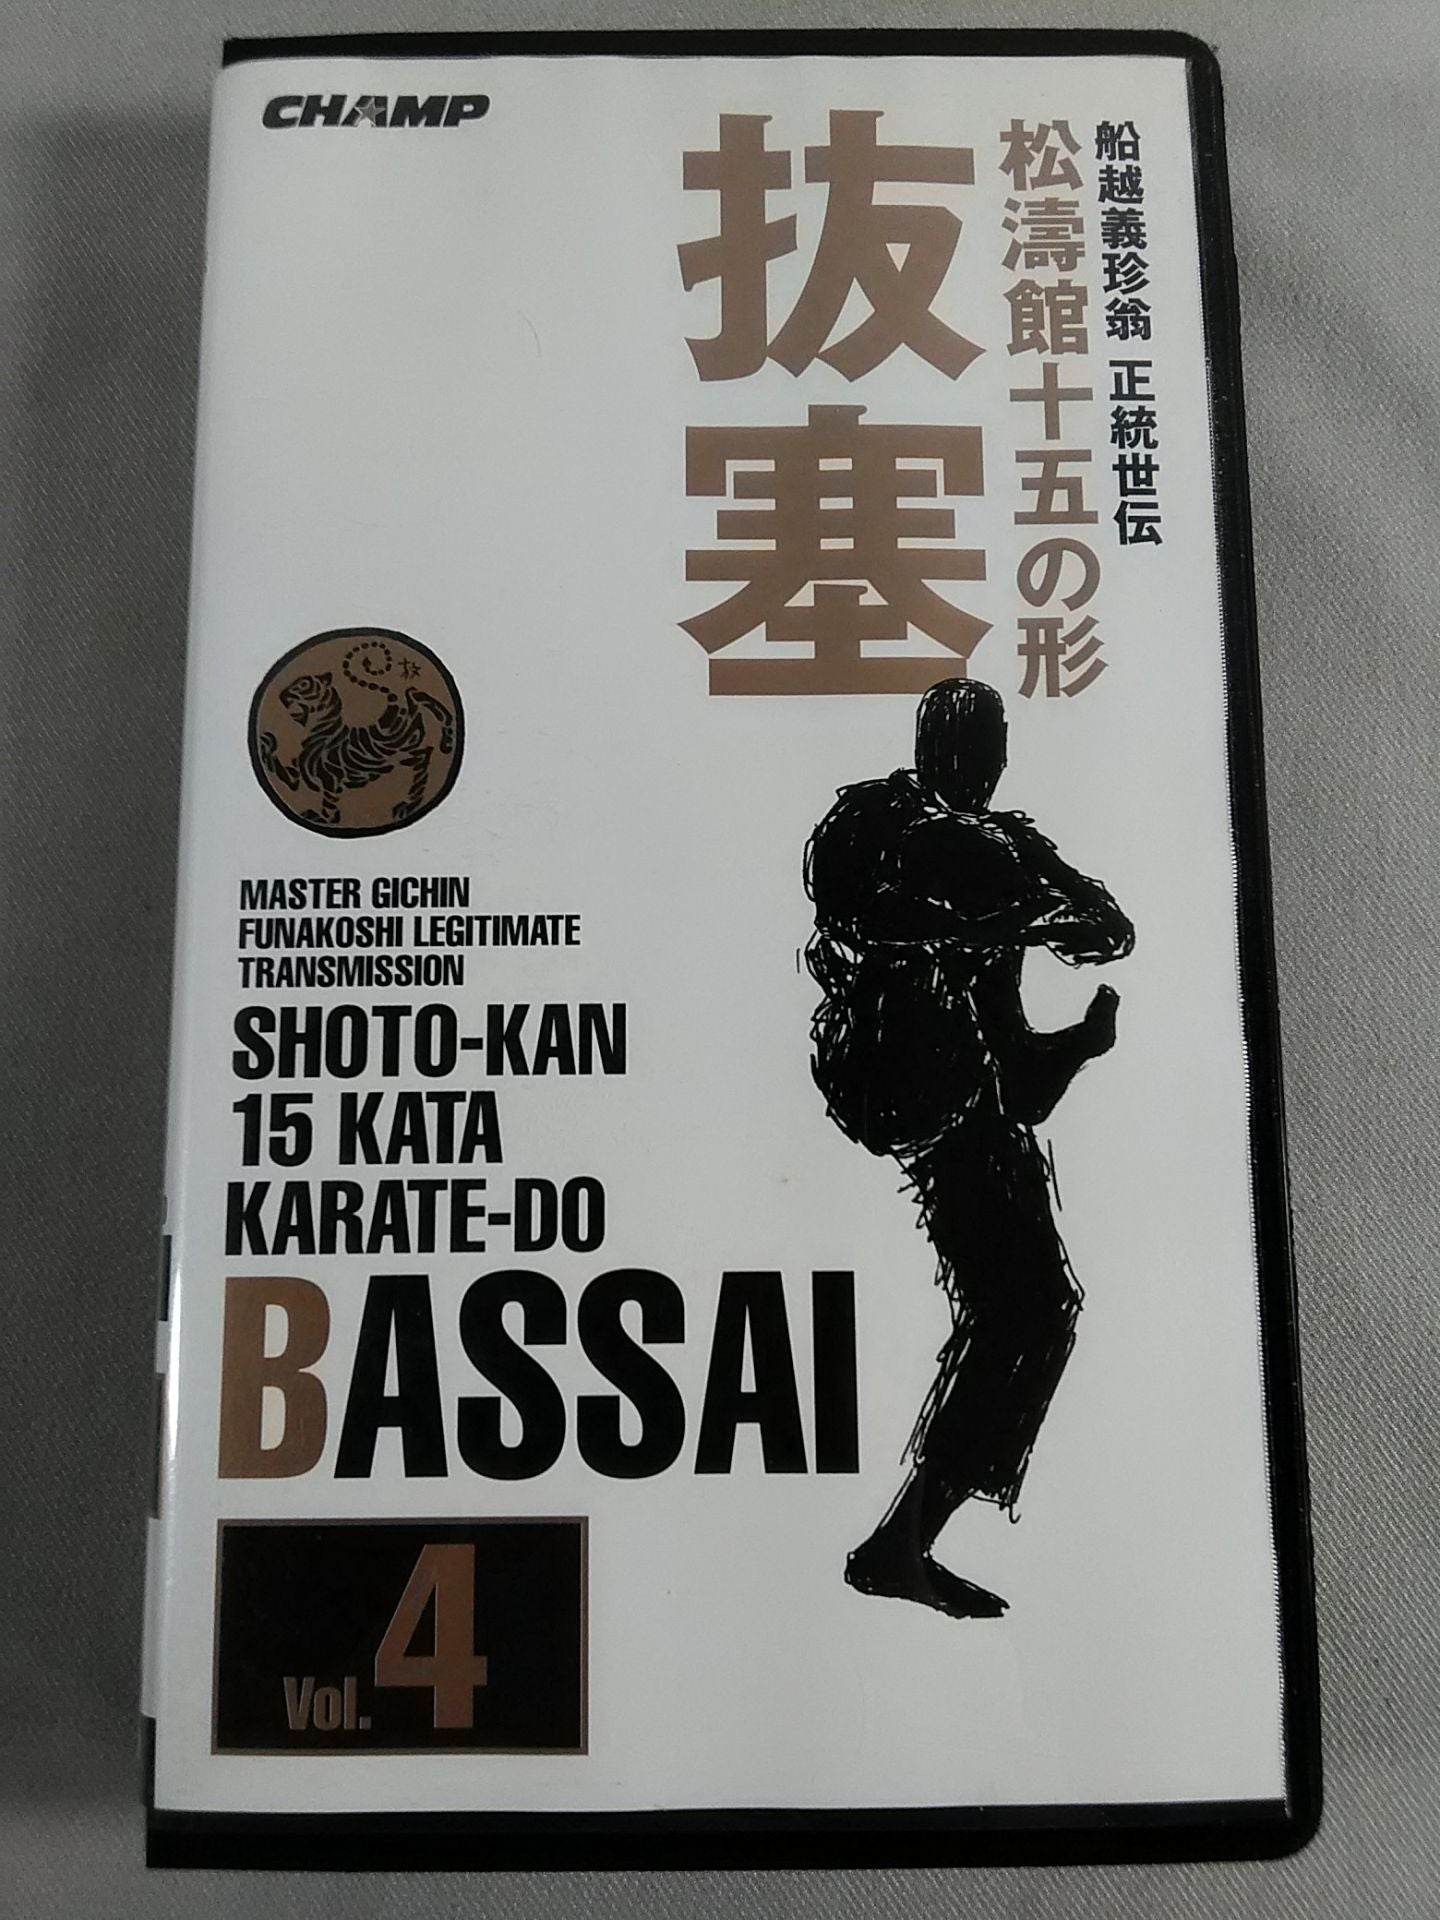 CHAMP
船越義珍翁 正統世伝
松濤館十五の形
抜塞
MASTER GICHIN
FUNAKOSHI LEGITIMATE
TRANSMISSION
SHOTO-KAN
15 KATA
KARATE-DO
BASSAI
Vol.4